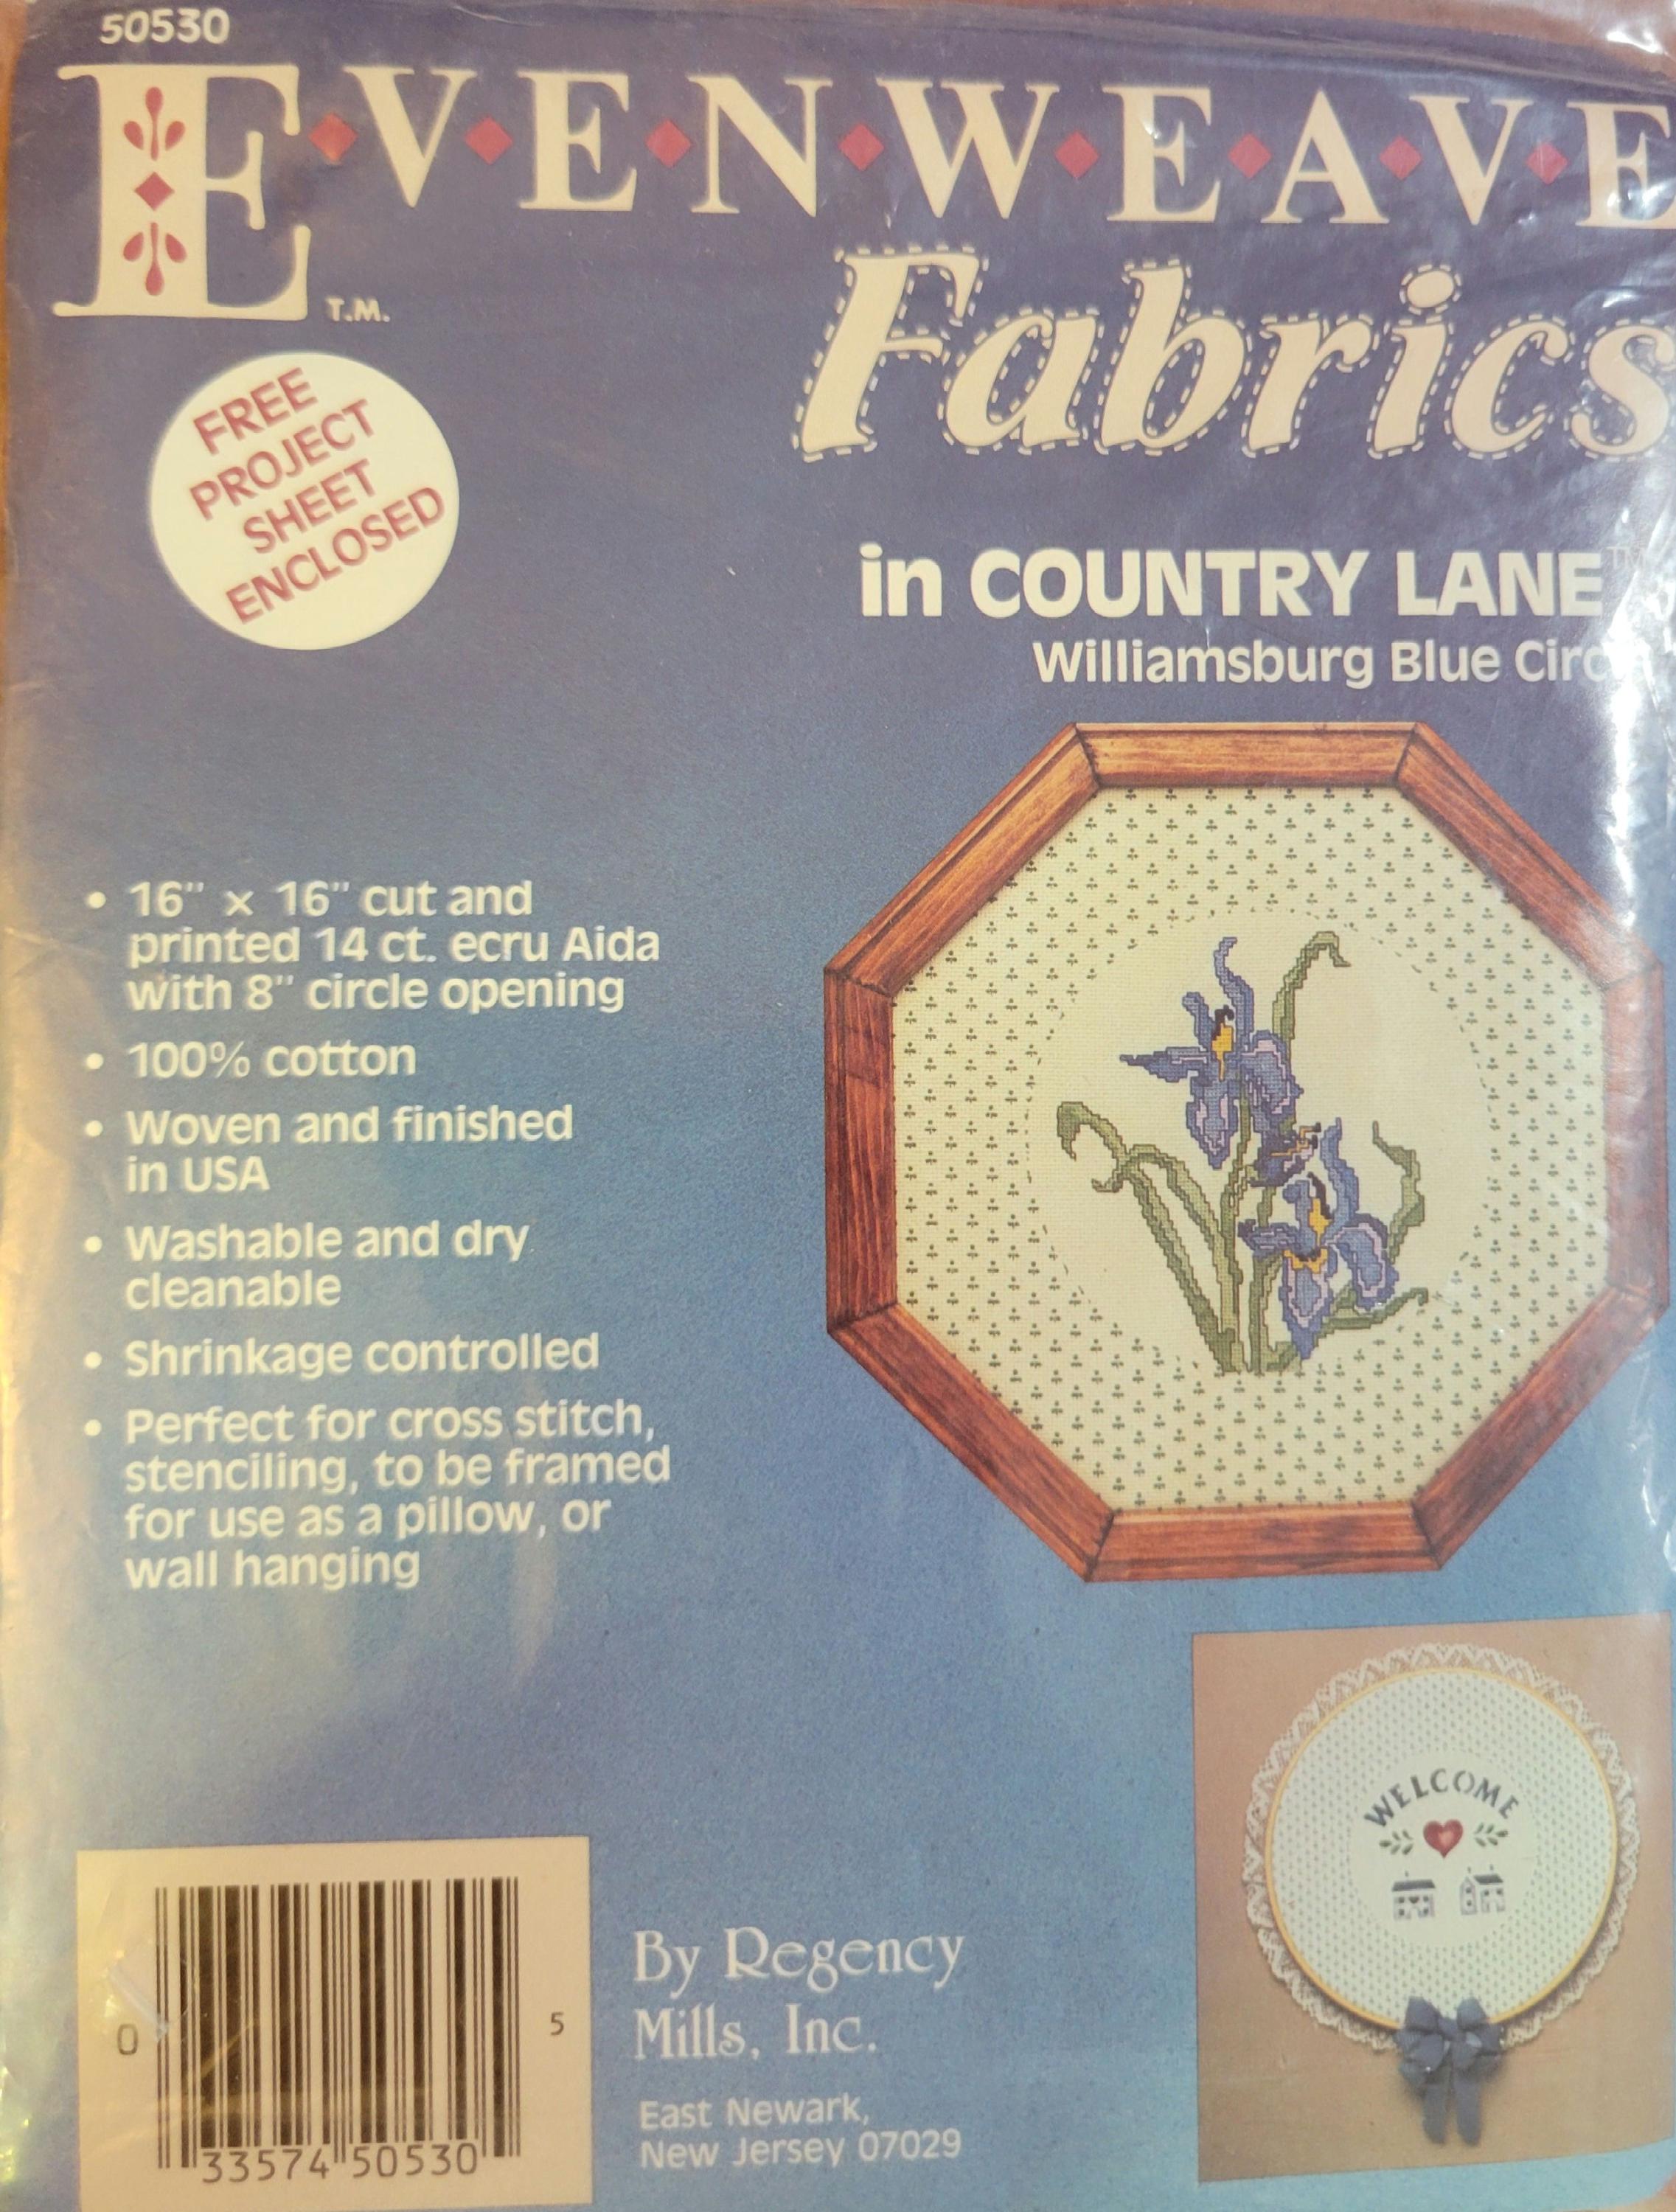 50530
EVENWEAVE
T.M.
Fabrics
FREE
PROJECT
SHEET
ENCLOSED
in COUNTRY LANE™
Williamsburg Blue
• 16" x 16" cut and
printed 14 ct. ecru Aida
with 8" circle opening
• 100% cotton
• Woven and finished
in USA
• Washable and dry
cleanable
• Shrinkage controlled
• Perfect for cross stitch,
stenciling, to be framed
for use as a pillow, or
wall hanging
WELCOME
By Regency
Mills, Inc.
East Newark,
New Jersey 07029
0 33574 50530 5